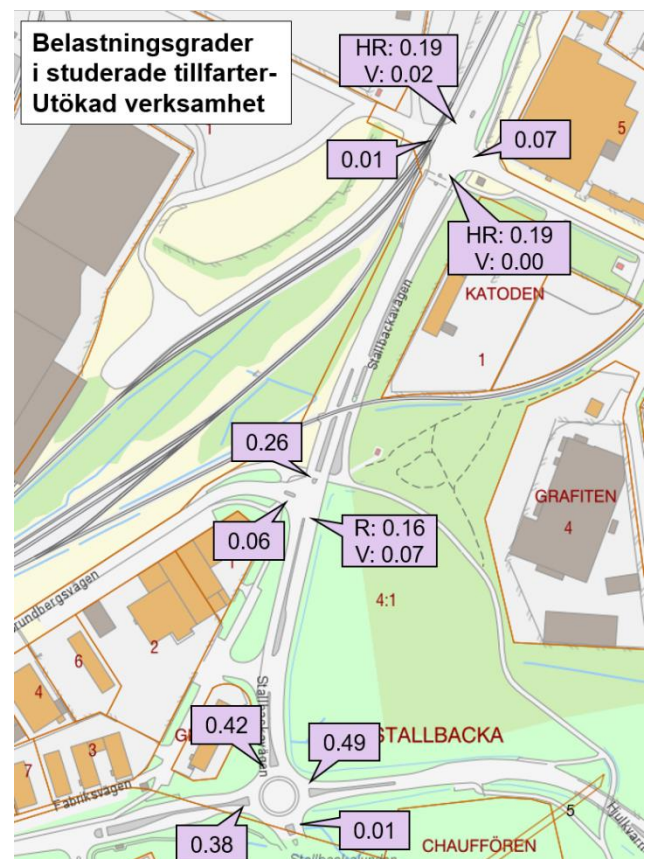 Belastningsgrader
i studerade tillfarter-
Utökad verksamhet
HR: 0.19
V: 0.02
1
5
0.01
0.07
HR: 0.19
V: 0.00
KATODEN
Stallbackavägen
1
0.26
GRAFITEN
4
0.06
R: 0.16
V: 0.07
1
4:1
2
6
4
3
7
0.42
0.49
STALLBACKA
Fabriksvägen
5
0.38
0.01
CHAUFFÖREN